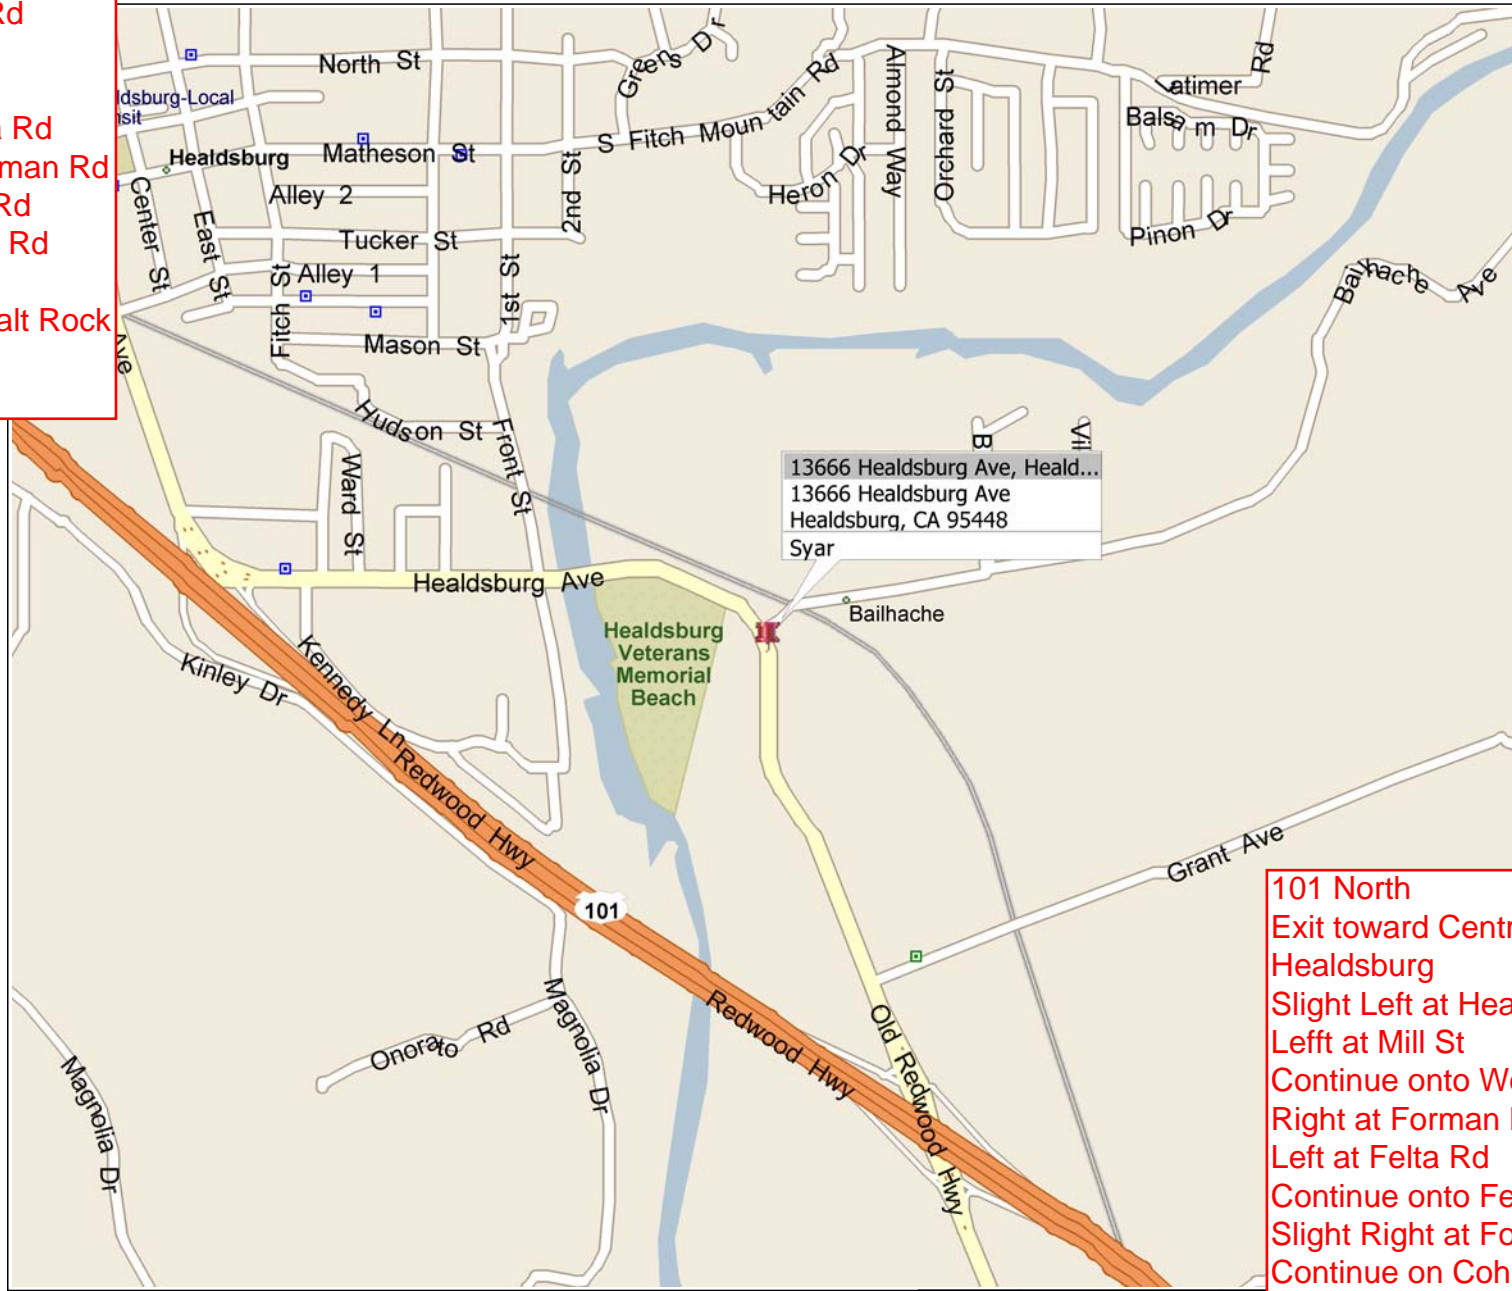 Rd
Rd
man Rd
Rd
Rd
alt Rock
North St
Greens Dr
S Fitch Mountain Rd
Almond Way
Orchard St
Latimer Rd
Balsam Dr
ldsburg-Local
nsit
Healdsburg
Matheson St
Alley 2
2nd St
Heron Dr
Pinon Dr
Center St
East St
Tucker St
Alley 1
Fitch St
1st St
Mason St
Bailhache Ave
Ave
Hudson St
Front St
Ward St
B
Vil
13666 Healdsburg Ave, Heald...
13666 Healdsburg Ave
Healdsburg, CA 95448
Syar
Healdsburg Ave
Bailhache
Healdsburg
Veterans
Memorial
Beach
Kinley Dr
Kennedy Ln
Redwood Hwy
101
Grant Ave
Magnolia Dr
Onorato Rd
Magnolia Dr
Redwood Hwy
Old Redwood Hwy
101 North
Exit toward Centr
Healdsburg
Slight Left at Hea
Lefft at Mill St
Continue onto We
Right at Forman
Left at Felta Rd
Continue onto Fe
Slight Right at Fo
Continue on Coh